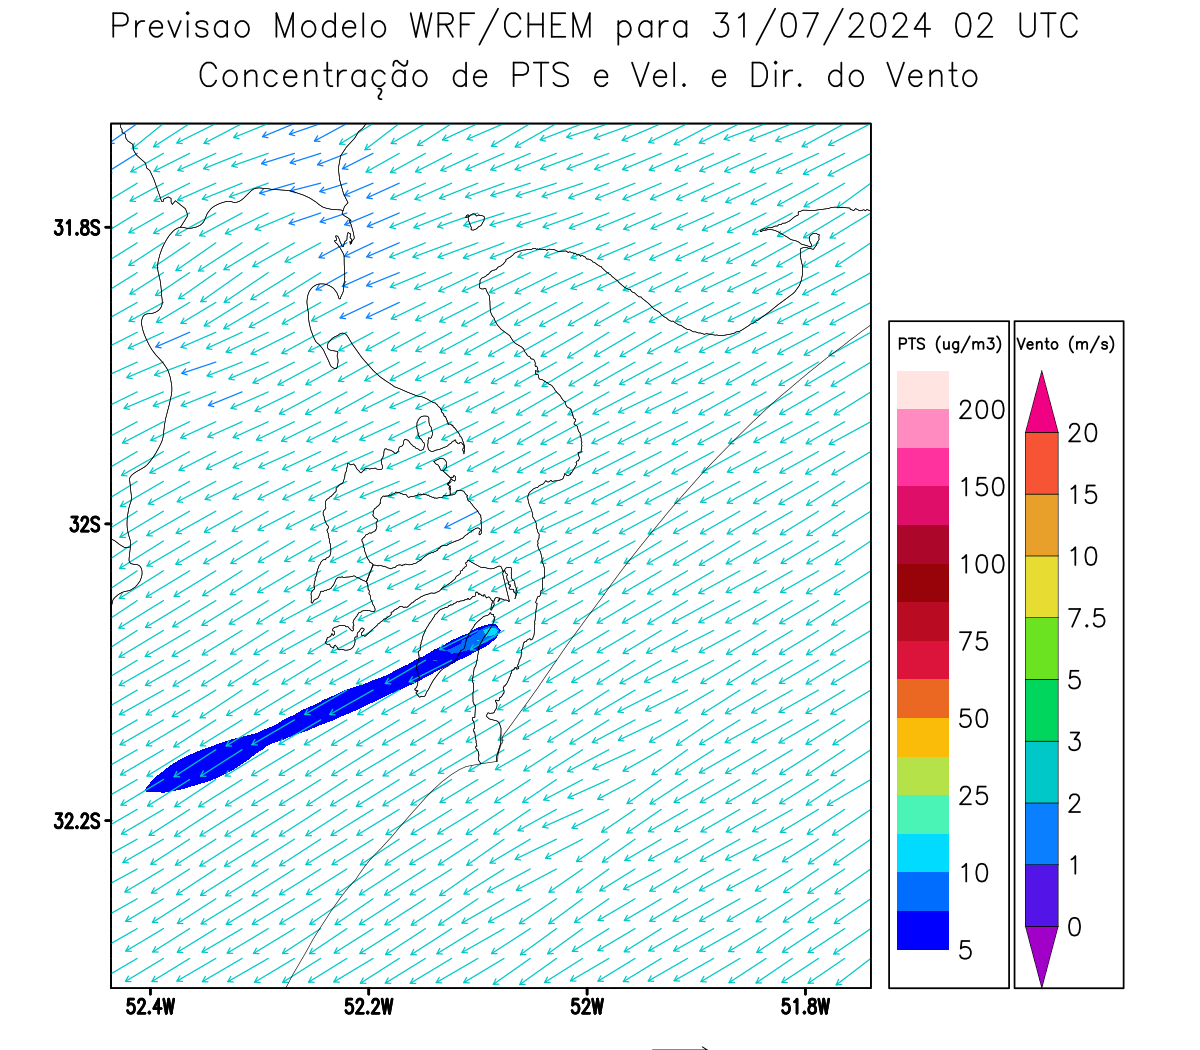 Previsao Modelo WRF/CHEM para 31/07/2024 02 UTC
Concentração de PTS e Vel. e Dir. do Vento
31.8S
32S
32.2S
52.4W
52.2W
52W
51.8W
PTS (ug/m3)
200
150
100
75
50
25
10
5
Vento (m/s)
20
15
10
7.5
5
3
2
1
0